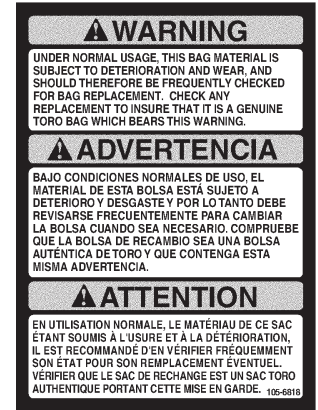 WARNING
UNDER NORMAL USAGE, THIS BAG MATERIAL IS
SUBJECT TO DETERIORATION AND WEAR, AND
SHOULD THEREFORE BE FREQUENTLY CHECKED
FOR BAG REPLACEMENT. CHECK ANY
REPLACEMENT TO INSURE THAT IT IS A GENUINE
TORO BAG WHICH BEARS THIS WARNING.
ADVERTENCIA
BAJO CONDICIONES NORMALES DE USO, EL
MATERIAL DE ESTA BOLSA ESTÁ SUJETO A
DETERIORO Y DESGASTE Y POR LO TANTO DEBE
REVISARSE FRECUENTEMENTE PARA CAMBIAR
LA BOLSA CUANDO SEA NECESARIO. COMPRUEBE
QUE LA BOLSA DE RECAMBIO SEA UNA BOLSA
AUTÉNTICA DE TORO Y QUE CONTENGA ESTA
MISMA ADVERTENCIA.
ATTENTION
EN UTILISATION NORMALE, LE MATÉRIAU DE CE SAC
ÉTANT SOUMIS À L'USURE ET À LA DÉTÉRIORATION,
IL EST RECOMMANDÉ D'EN VÉRIFIER FRÉQUEMMENT
SON ÉTAT POUR SON REMPLACEMENT ÉVENTUEL.
VÉRIFIER QUE LE SAC DE RECHANGE EST UN SAC TORO
AUTHENTIQUE PORTANT CETTE MISE EN GARDE. 105-6818